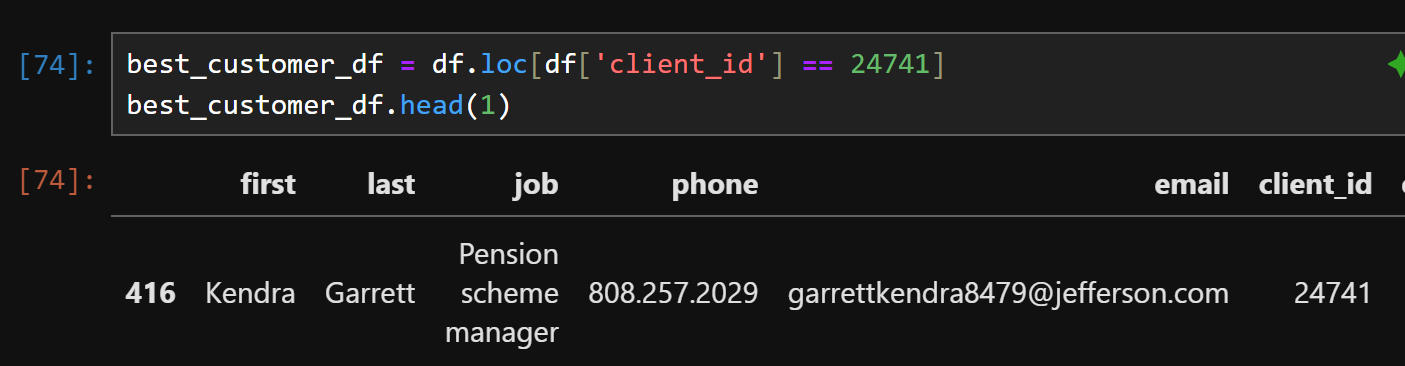 [74]: best_customer_df = df.loc[df['client_id'] == 24741]
best_customer_df.head(1)
[74]: first last job phone email client_id
416 Kendra Garrett Pension scheme manager 808.257.2029 garrettkendra8479@jefferson.com 24741